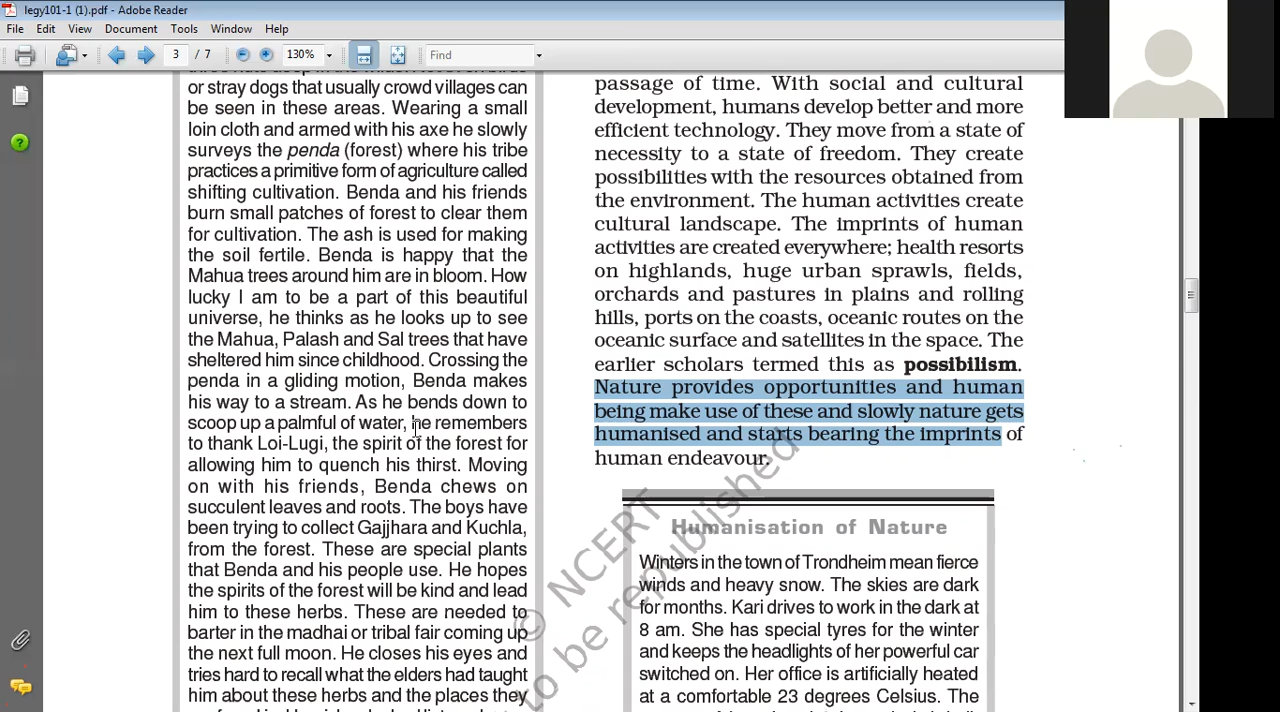 legy101-1 (1).pdf - Adobe Reader
File Edit View Document Tools Window Help
3 / 7 130% Find
or stray dogs that usually crowd villages can
be seen in these areas. Wearing a small
loin cloth and armed with his axe he slowly
surveys the penda (forest) where his tribe
practices a primitive form of agriculture called
shifting cultivation. Benda and his friends
burn small patches of forest to clear them
for cultivation. The ash is used for making
the soil fertile. Benda is happy that the
Mahua trees around him are in bloom. How
lucky I am to be a part of this beautiful
universe, he thinks as he looks up to see
the Mahua, Palash and Sal trees that have
sheltered him since childhood. Crossing the
penda in a gliding motion, Benda makes
his way to a stream. As he bends down to
scoop up a palmful of water, he remembers
to thank Loi-Lugi, the spirit of the forest for
allowing him to quench his thirst. Moving
on with his friends, Benda chews on
succulent leaves and roots. The boys have
been trying to collect Gajjhara and Kuchla,
from the forest. These are special plants
that Benda and his people use. He hopes
the spirits of the forest will be kind and lead
him to these herbs. These are needed to
barter in the madhai or tribal fair coming up
the next full moon. He closes his eyes and
tries hard to recall what the elders had taught
him about these herbs and the places they
passage of time. With social and cultural
development, humans develop better and more
efficient technology. They move from a state of
necessity to a state of freedom. They create
possibilities with the resources obtained from
the environment. The human activities create
cultural landscape. The imprints of human
activities are created everywhere; health resorts
on highlands, huge urban sprawls, fields,
orchards and pastures in plains and rolling
hills, ports on the coasts, oceanic routes on the
oceanic surface and satellites in the space. The
earlier scholars termed this as possibilism.
Nature provides opportunities and human
being make use of these and slowly nature gets
humanised and starts bearing the imprints of
human endeavour.
Humanisation of Nature
Winters in the town of Trondheim mean fierce
winds and heavy snow. The skies are dark
for months. Kari drives to work in the dark at
8 am. She has special tyres for the winter
and keeps the headlights of her powerful car
switched on. Her office is artificially heated
at a comfortable 23 degrees Celsius. The
© NCERT
to be republished